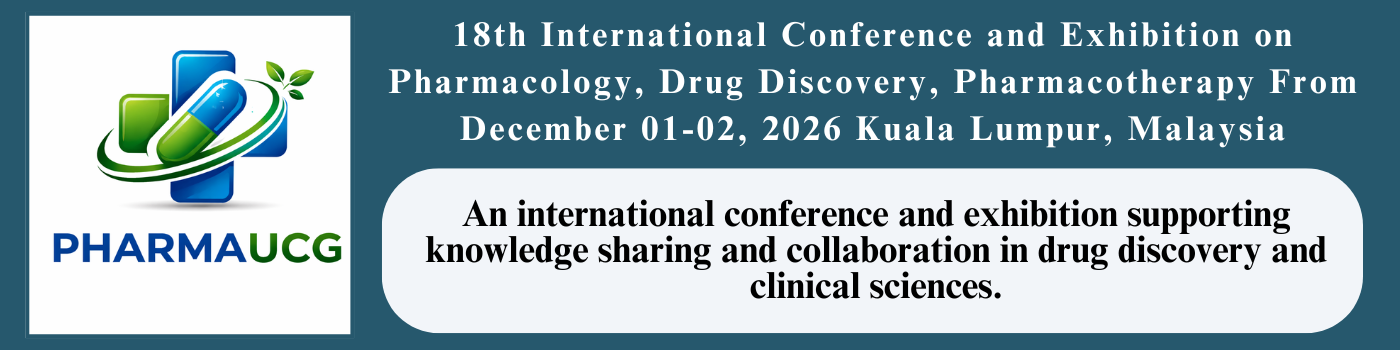 PHARMAUCG
18th International Conference and Exhibition on
Pharmacology, Drug Discovery, Pharmacotherapy From
December 01-02, 2026 Kuala Lumpur, Malaysia
An international conference and exhibition supporting
knowledge sharing and collaboration in drug discovery and
clinical sciences.